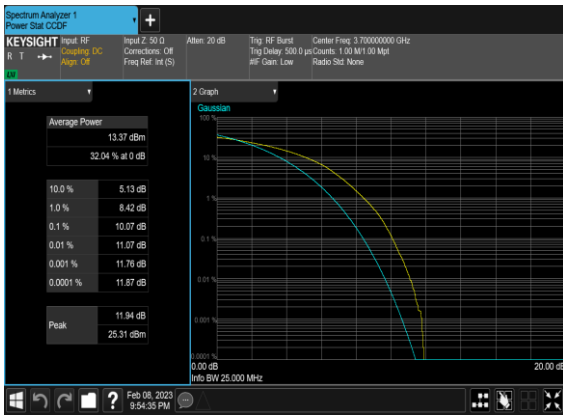 Spectrum Analyzer 1
Power Stat CCDF
+
KEYSIGHT
R T
LXI
Input: RF
Coupling: DC
Align: Off
Input Z: 50 Ω
Corrections: Off
Freq Ref: Int (S)
Atten: 20 dB
Trig: RF Burst
Trig Delay: 500.0 µs
#IF Gain: Low
Center Freq: 3.700000000 GHz
Counts: 1.00 M/1.00 Mpt
Radio Std: None
1 Metrics
Average Power
13.37 dBm
32.04 % at 0 dB
10.0 % 5.13 dB
1.0 % 8.42 dB
0.1 % 10.07 dB
0.01 % 11.07 dB
0.001 % 11.76 dB
0.0001 % 11.87 dB
Peak
11.94 dB
25.31 dBm
2 Graph
Gaussian
100 %
10 %
1 %
0.1 %
0.01 %
0.001 %
0.0001 %
0.00 dB
20.00 dB
Info BW 25.000 MHz
?
Feb 08, 2023
9:54:35 PM